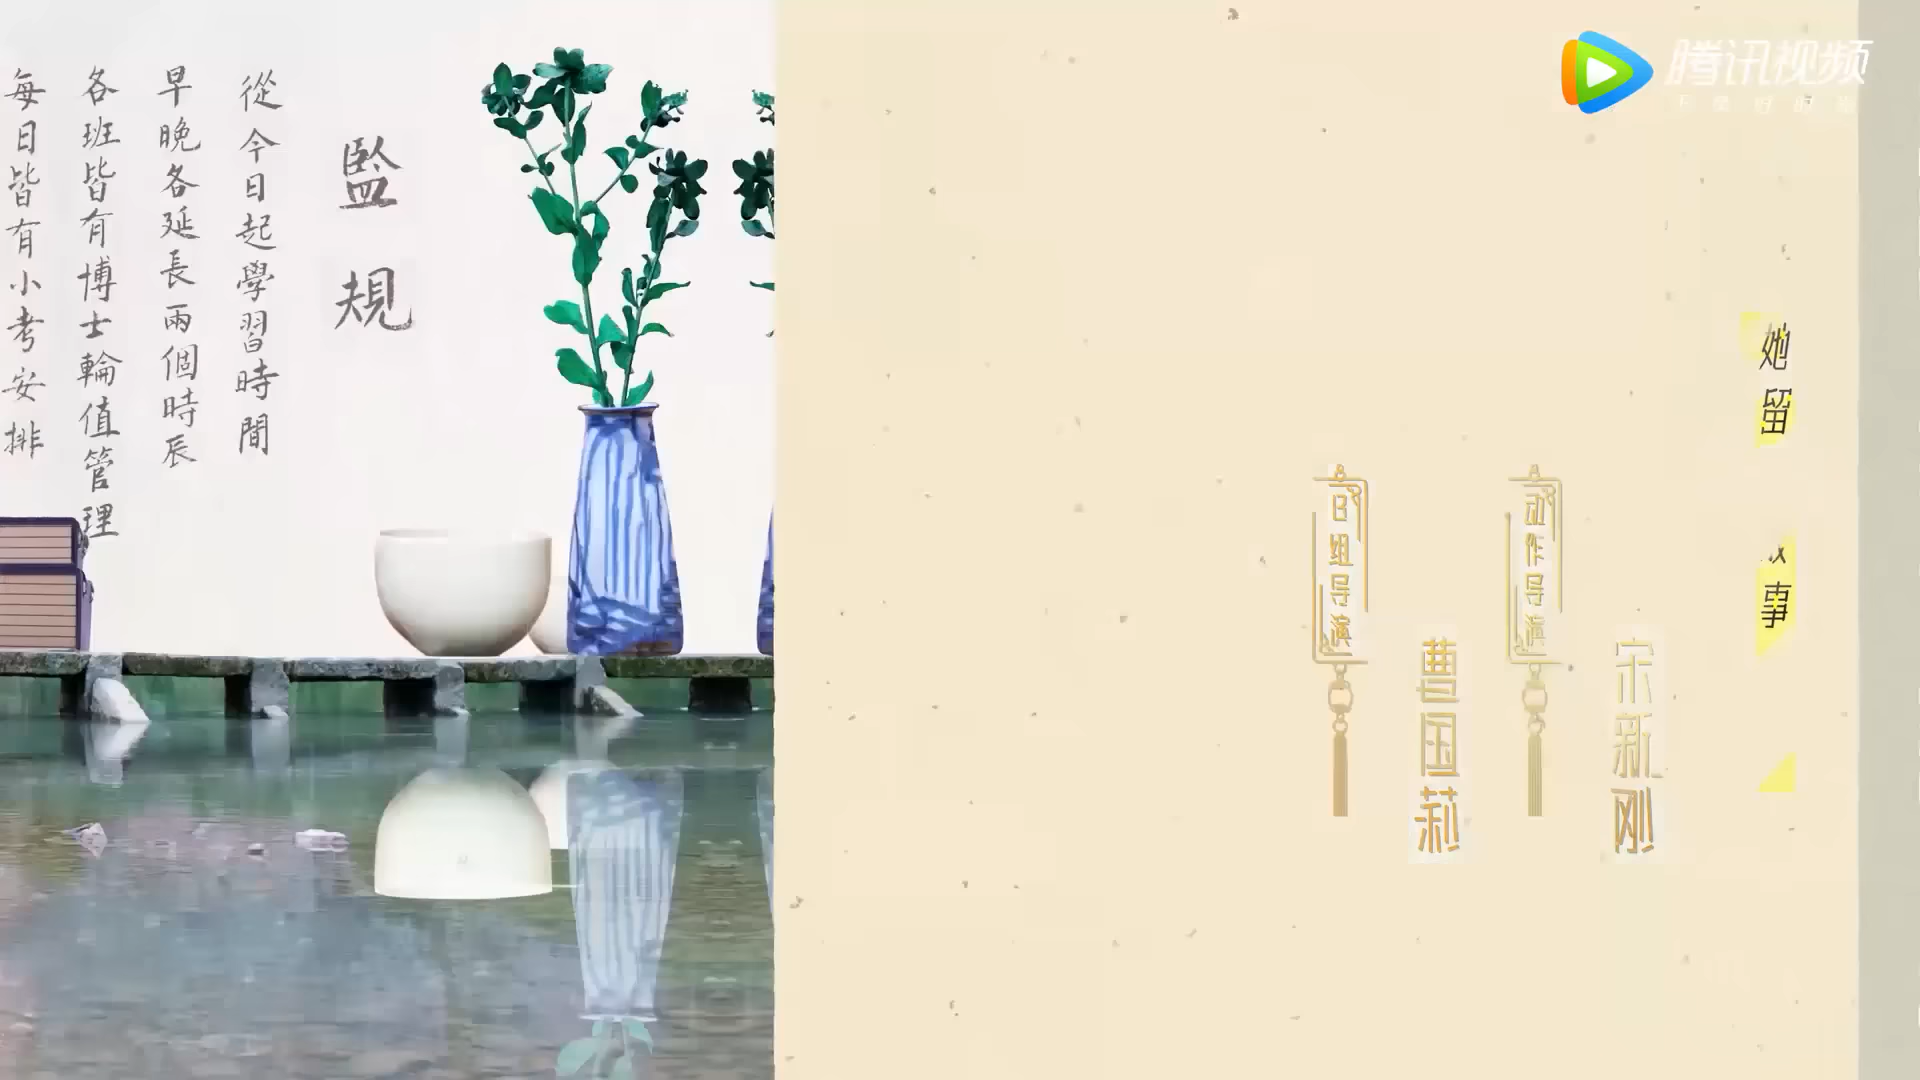 腾讯视频
她留
事
动作导演
宋新刚
B组导演
曹国莉
監規
從今日起學習時間
早晚各延長兩個時辰
各班皆有博士輪值管理
每日皆有小考安排